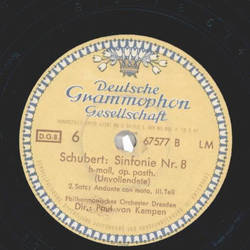 Deutsche
Grammophon
Gesellschaft
D.G.G. 6 67577 B LM
Schubert: Sinfonie Nr. 8
h-moll, op. posth.
(Unvollendete)
2. Satz: Andante con moto, III. Teil
Philharmonisches Orchester Dresden
Dir.: Paul van Kempen